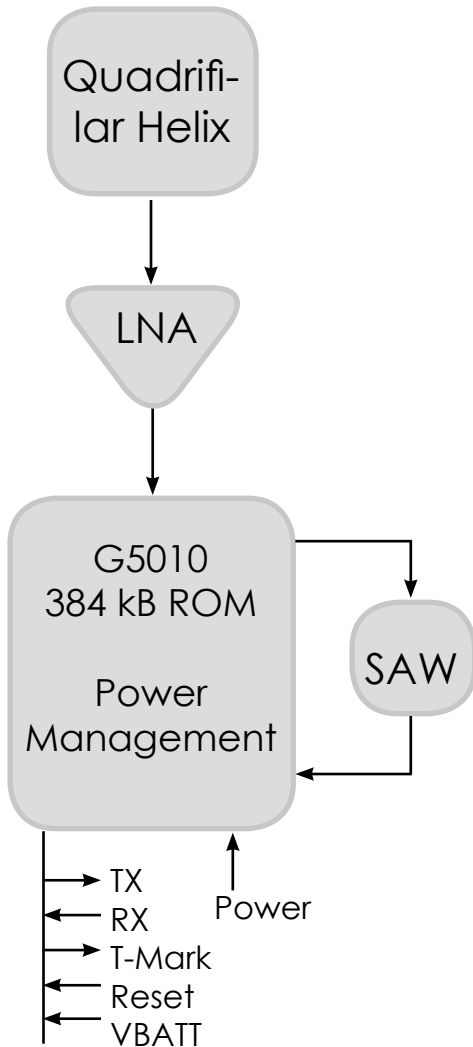 Quadrifi-
lar Helix
LNA
G5010
384 kB ROM
Power
Management
SAW
TX
RX
T-Mark
Reset
VBATT
Power